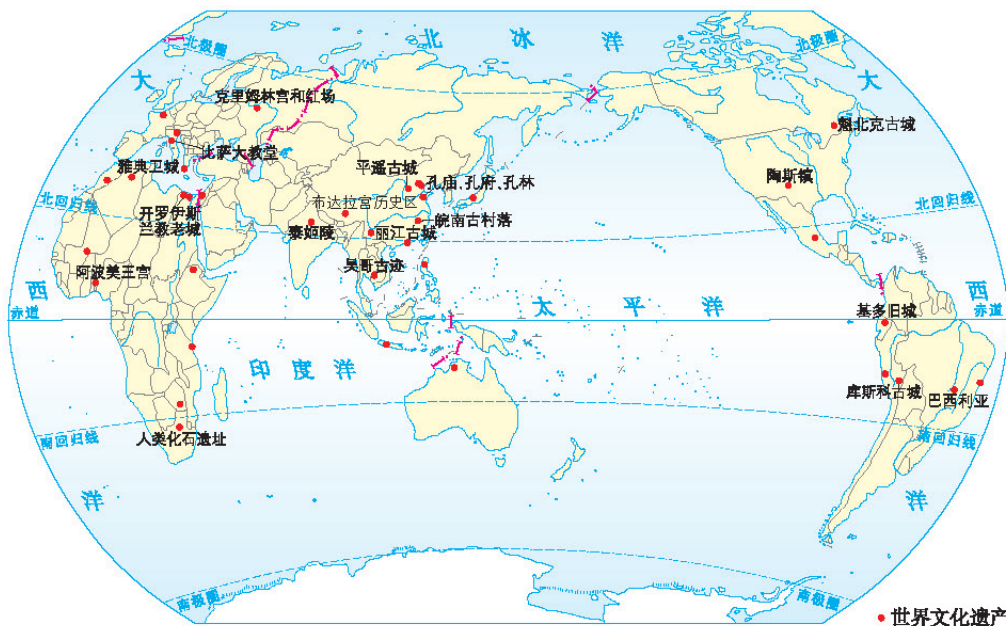 北冰洋
北极圈
北极圈
大
大
克里姆林宫和红场
魁北克古城
比萨大教堂
雅典卫城
平遥古城
孔庙、孔府、孔林
陶斯镇
布达拉宫历史区
北回归线
北回归线
开罗伊斯
兰教老城
皖南古村落
泰姬陵
丽江古城
吴哥古迹
阿波美王宫
西
西
太平洋
赤道
赤道
基多旧城
印度洋
库斯科古城
巴西利亚
人类化石遗址
南回归线
南回归线
洋
洋
南极圈
南极圈
世界文化遗产